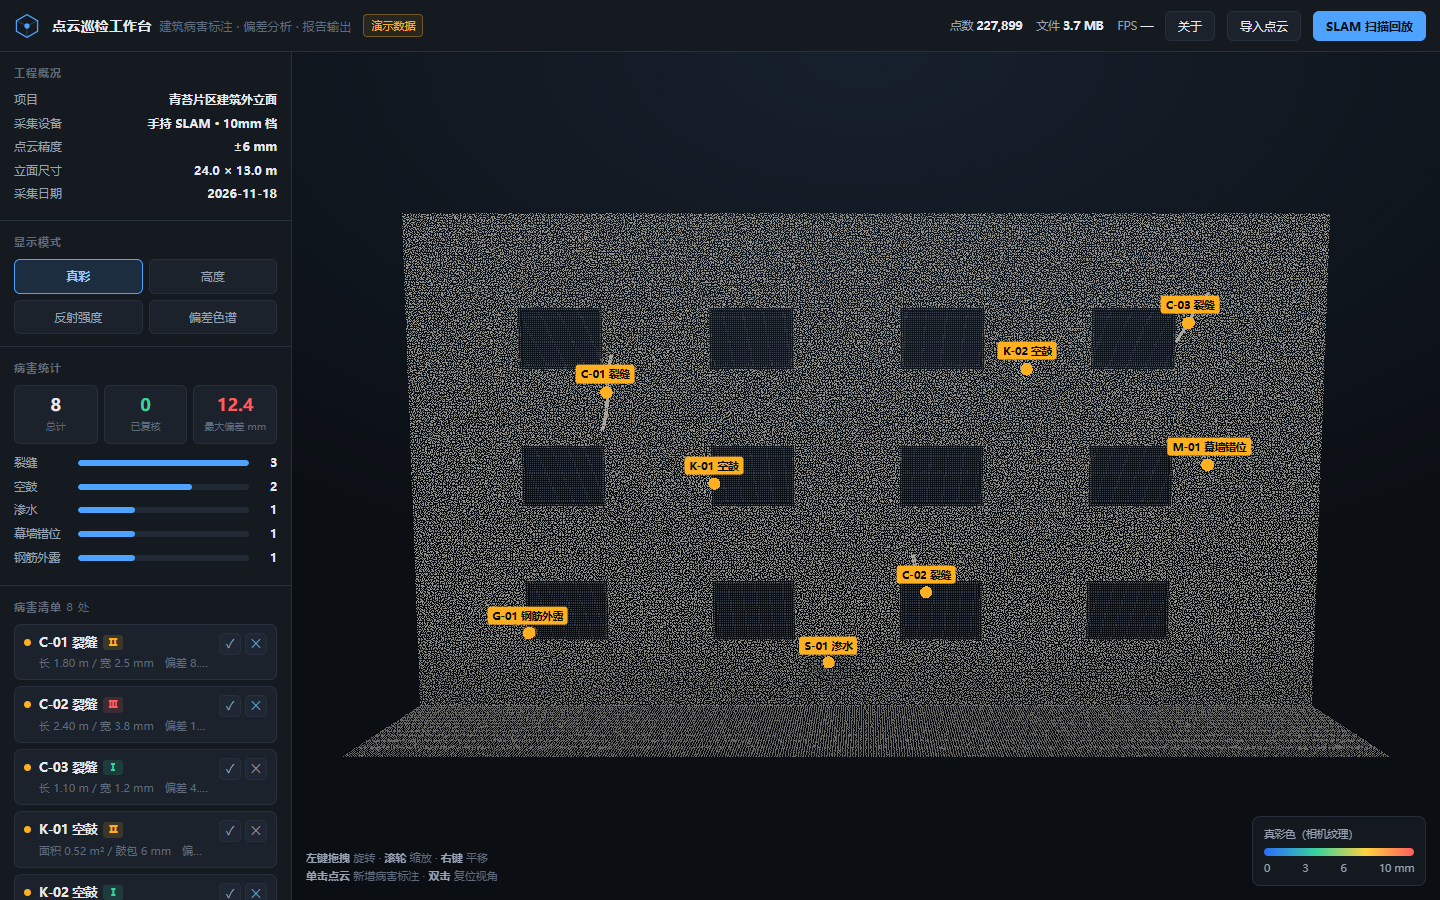 点云巡检工作台 建筑病害标注 · 偏差分析 · 报告输出 演示数据
点数 227,899 文件 3.7 MB FPS — 关于 导入点云 SLAM 扫描回放
工程概况
项目 青苔片区建筑外立面
采集设备 手持 SLAM · 10mm 档
点云精度 ±6 mm
立面尺寸 24.0 × 13.0 m
采集日期 2026-11-18
显示模式
真彩 高度
反射强度 偏差色谱
病害统计
8 0 12.4
总计 已复核 最大偏差 mm
裂缝 3
空鼓 2
渗水 1
幕墙错位 1
钢筋外露 1
病害清单 8 处
C-01 裂缝 II ✓ ✕
长 1.80 m / 宽 2.5 mm 偏差 8....
C-02 裂缝 III ✓ ✕
长 2.40 m / 宽 3.8 mm 偏差 1...
C-03 裂缝 I ✓ ✕
长 1.10 m / 宽 1.2 mm 偏差 4....
K-01 空鼓 II ✓ ✕
面积 0.52 m² / 鼓包 6 mm 偏...
K-02 空鼓 I ✓ ✕
C-03 裂缝
K-02 空鼓
C-01 裂缝
M-01 幕墙错位
K-01 空鼓
C-02 裂缝
G-01 钢筋外露
S-01 渗水
左键拖拽 旋转 · 滚轮 缩放 · 右键 平移
单击点云 新增病害标注 · 双击 复位视角
真彩色（相机纹理）
0 3 6 10 mm